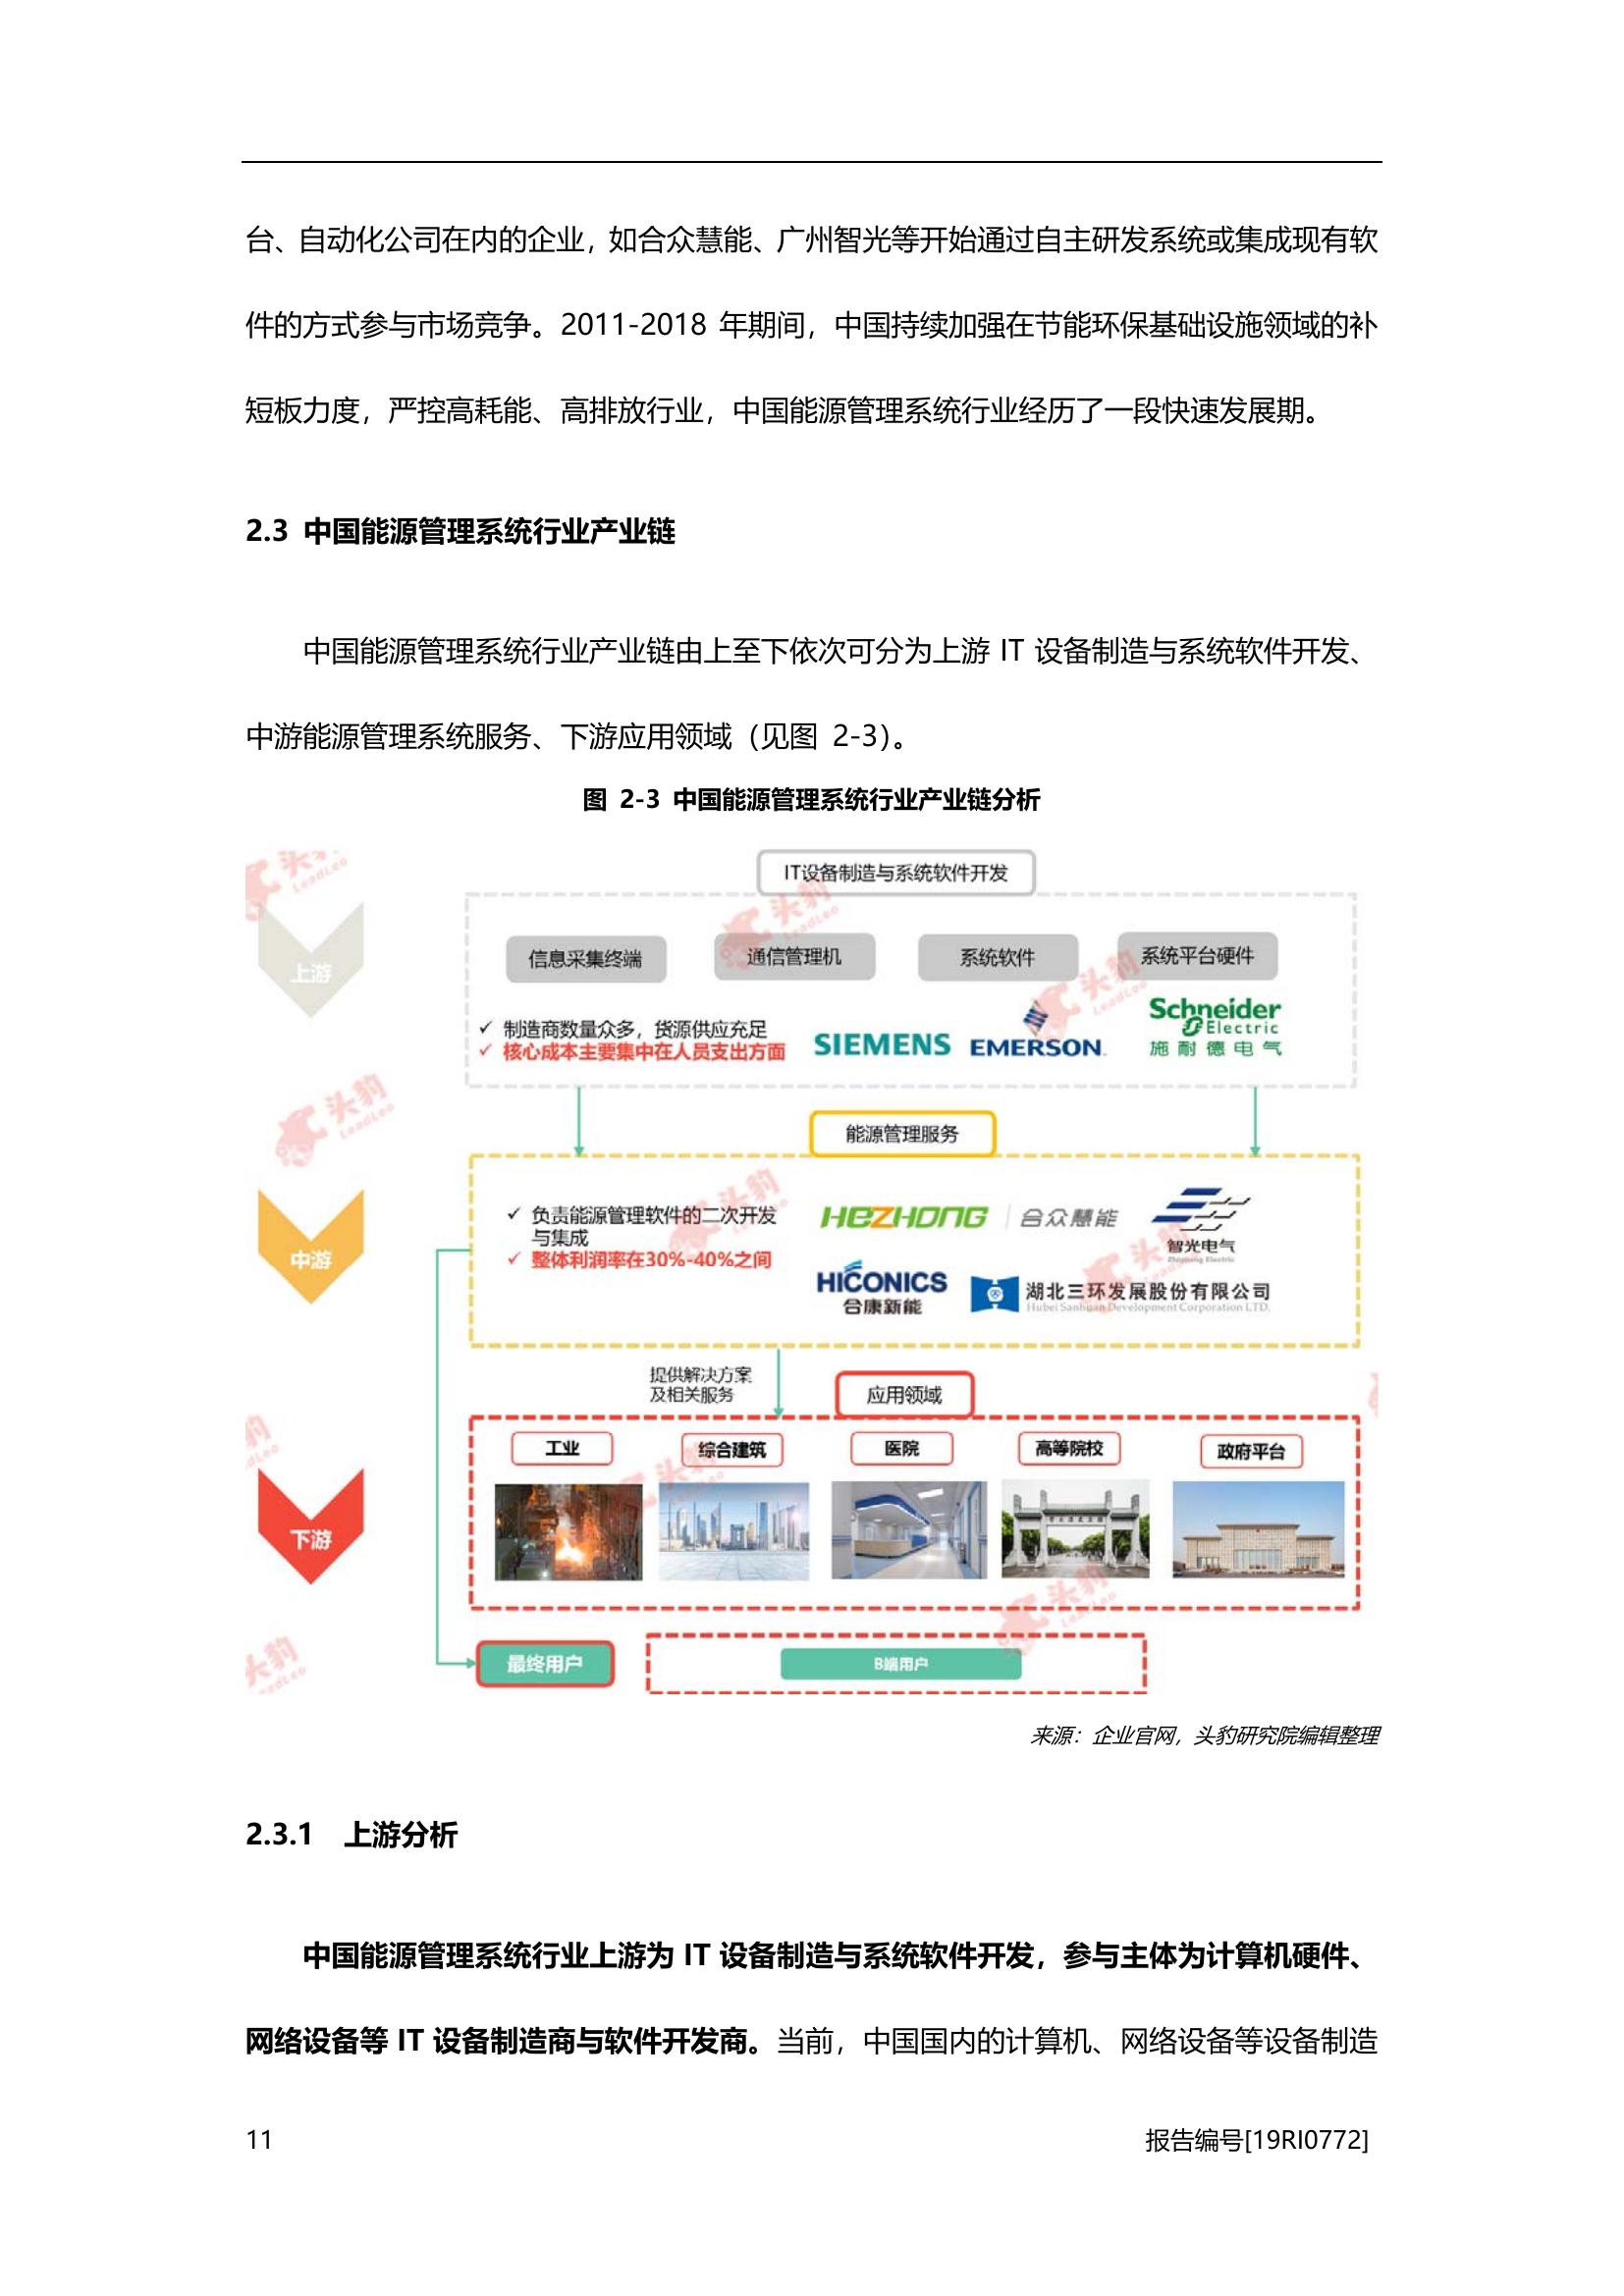 台、自动化公司在内的企业，如合众慧能、广州智光等开始通过自主研发系统或集成现有软
件的方式参与市场竞争。2011-2018 年期间，中国持续加强在节能环保基础设施领域的补
短板力度，严控高耗能、高排放行业，中国能源管理系统行业经历了一段快速发展期。
2.3 中国能源管理系统行业产业链
中国能源管理系统行业产业链由上至下依次可分为上游 IT 设备制造与系统软件开发、
中游能源管理系统服务、下游应用领域（见图 2-3）。
图 2-3 中国能源管理系统行业产业链分析
IT设备制造与系统软件开发
上游
信息采集终端
通信管理机
系统软件
系统平台硬件
✓ 制造商数量众多，货源供应充足
✓ 核心成本主要集中在人员支出方面
SIEMENS
EMERSON
Schneider
Electric
施耐德电气
能源管理服务
中游
✓ 负责能源管理软件的二次开发
与集成
✓ 整体利润率在30%-40%之间
HEZHONG 合众慧能
智光电气
HICONICS
合康新能
湖北三环发展股份有限公司
Hubei Sanhuan Development Corporation LTD.
提供解决方案
及相关服务
应用领域
下游
工业
综合建筑
医院
高等院校
政府平台
最终用户
B端用户
头豹
LeadLeo
来源：企业官网，头豹研究院编辑整理
2.3.1 上游分析
中国能源管理系统行业上游为 IT 设备制造与系统软件开发，参与主体为计算机硬件、
网络设备等 IT 设备制造商与软件开发商。当前，中国国内的计算机、网络设备等设备制造
11
报告编号[19RI0772]